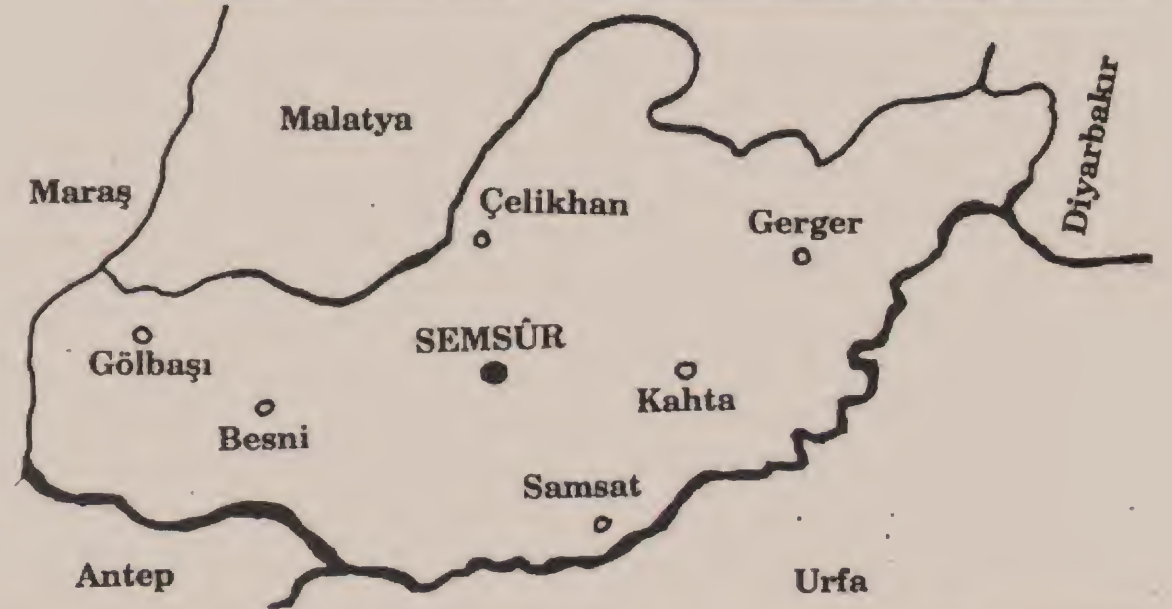 Malatya
Diyarbakır
Maraş
Çelikhan
Gerger
SEMSÛR
Gölbaşı
Kahta
Besni
Samsat
Antep
Urfa